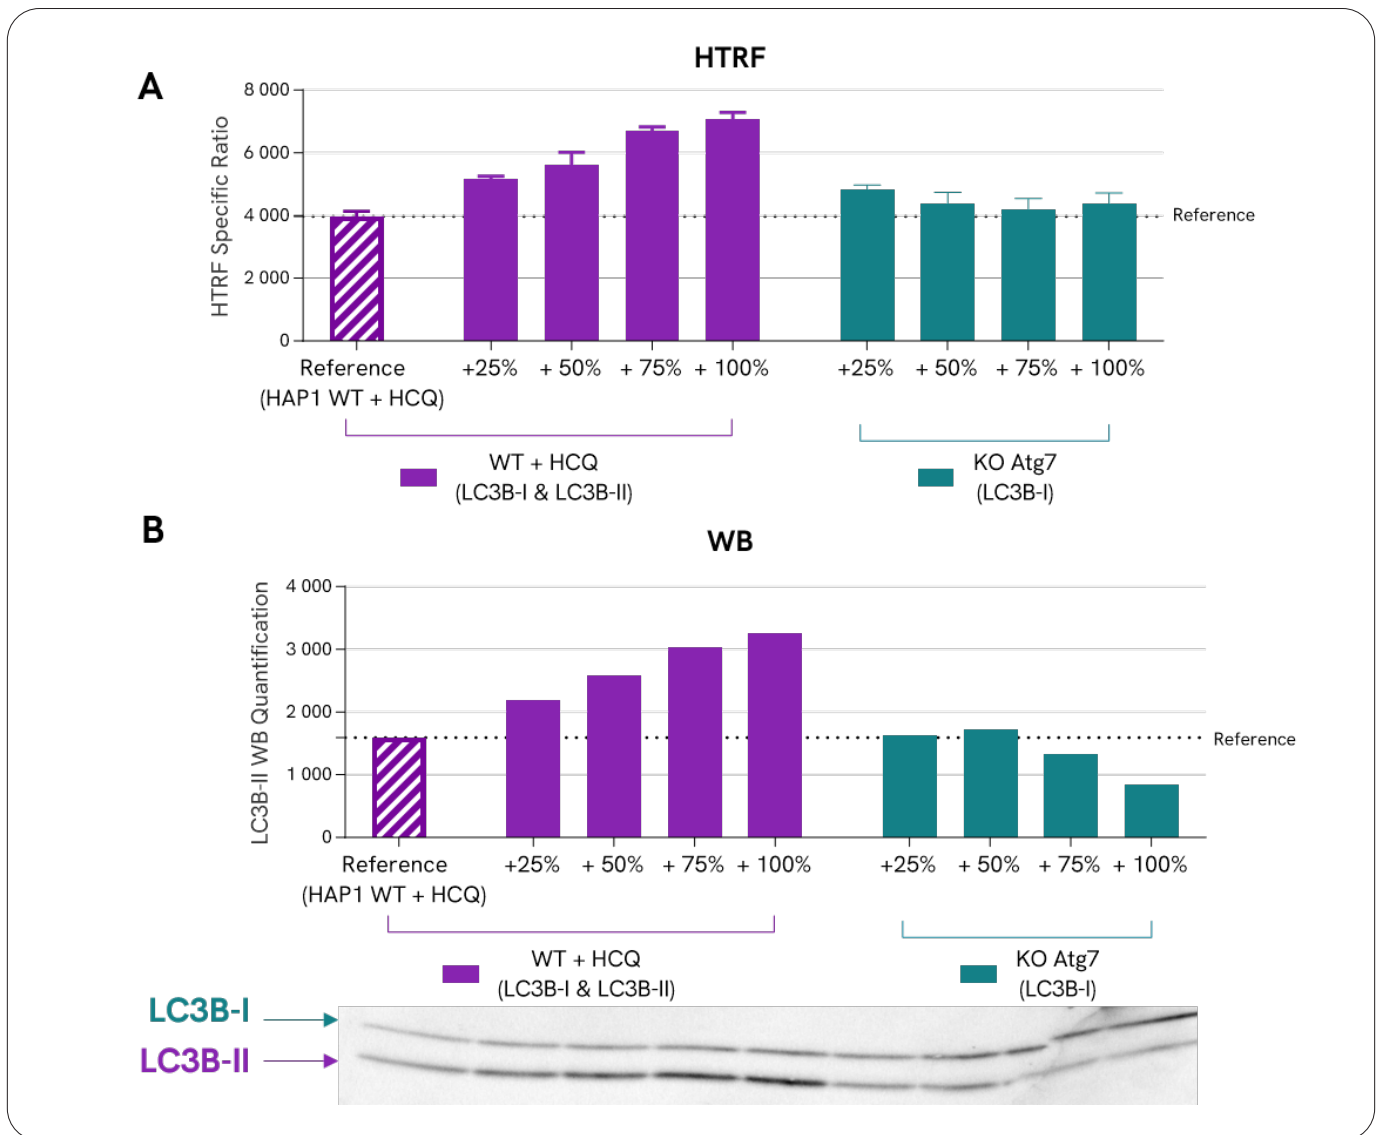 HTRF
A
8 000
6 000
4 000
2 000
0
HTRF Specific Ratio
Reference
Reference
(HAP1 WT + HCQ)
+25% + 50% + 75% + 100%
+25% + 50% + 75% + 100%
WT + HCQ
(LC3B-I & LC3B-II)
KO Atg7
(LC3B-I)
B
WB
4 000
3 000
2 000
1 000
0
LC3B-II WB Quantification
Reference
Reference
(HAP1 WT + HCQ)
+25% + 50% + 75% + 100%
+25% + 50% + 75% + 100%
WT + HCQ
(LC3B-I & LC3B-II)
KO Atg7
(LC3B-I)
LC3B-I
LC3B-II